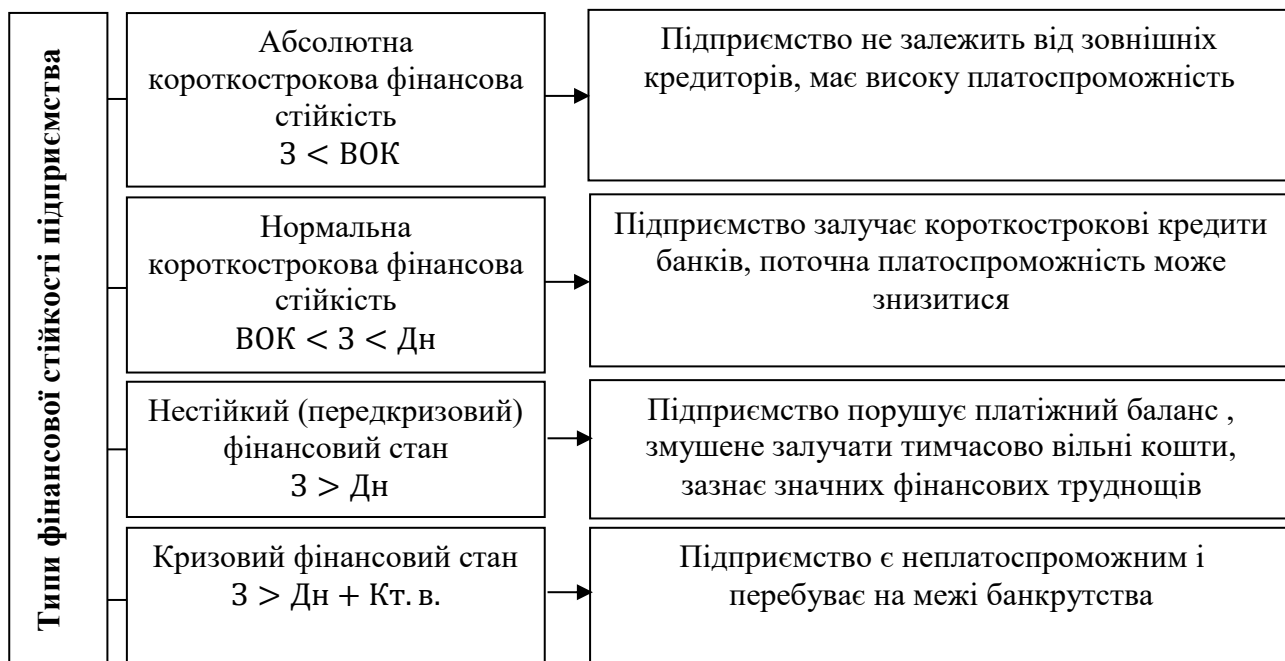 Типи фінансової стійкості підприємства
Абсолютна
короткострокова фінансова
стійкість
З < ВОК
Підприємство не залежить від зовнішніх
кредиторів, має високу платоспроможність
Нормальна
короткострокова фінансова
стійкість
ВОК < З < Дн
Підприємство залучає короткострокові кредити
банків, поточна платоспроможність може
знизитися
Нестійкий (передкризовий)
фінансовий стан
З > Дн
Підприємство порушує платіжний баланс ,
змушене залучати тимчасово вільні кошти,
зазнає значних фінансових труднощів
Кризовий фінансовий стан
З > Дн + Кт. в.
Підприємство є неплатоспроможним і
перебуває на межі банкрутства